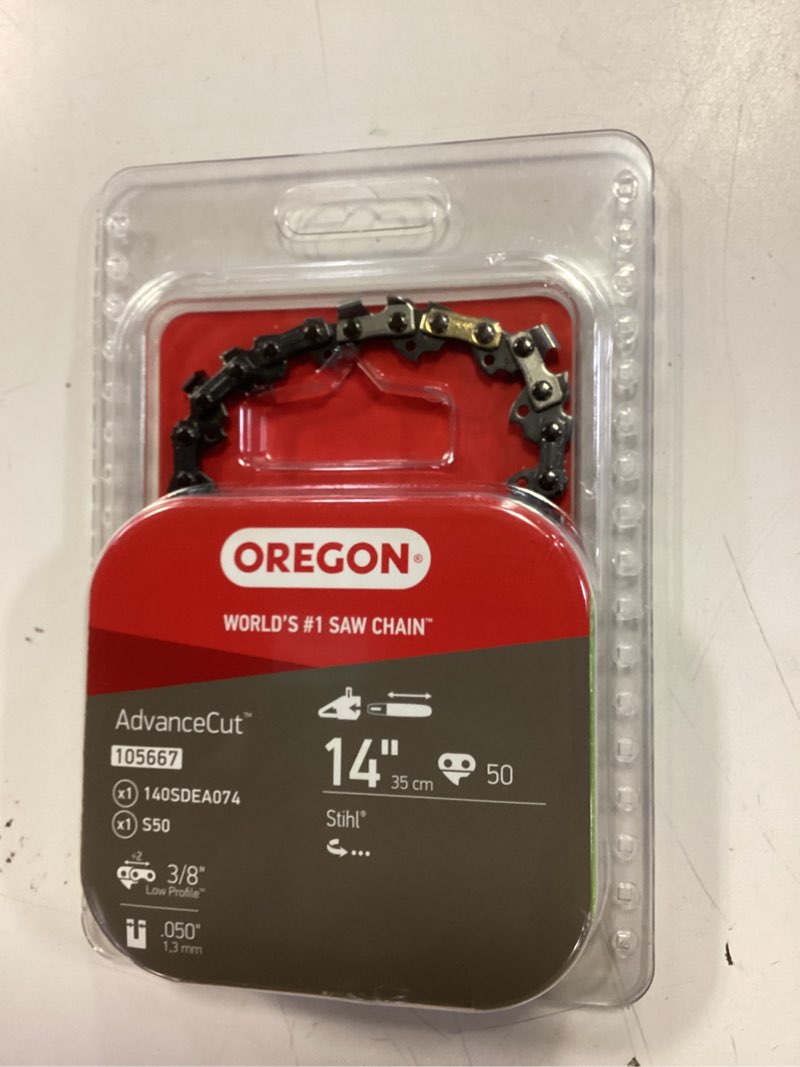 OREGON®
WORLD'S #1 SAW CHAIN™
AdvanceCut™
105667
x1 140SDEA074
x1 S50
÷2
3/8"
Low Profile™
.050"
1,3 mm
14" 35 cm 50
Stihl®
...